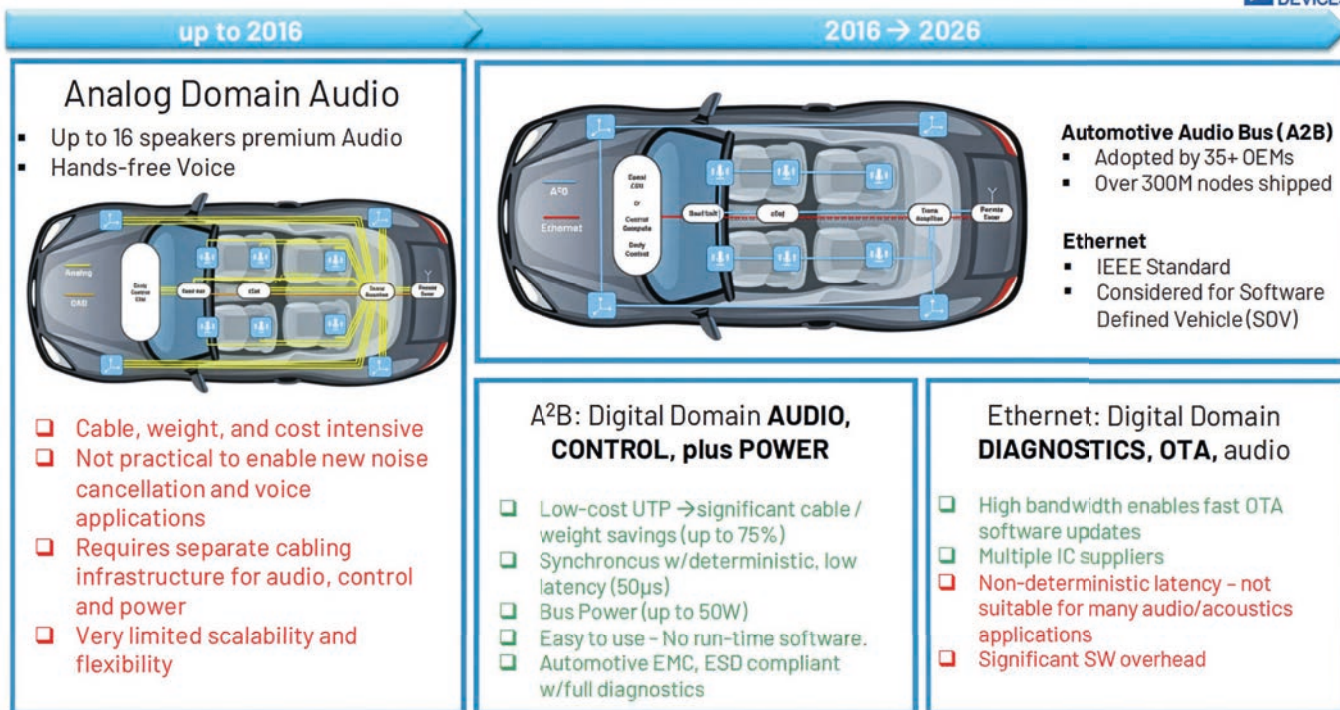 DEVICES
up to 2016
2016 → 2026
Analog Domain Audio
▪ Up to 16 speakers premium Audio
▪ Hands-free Voice
Analog
❑ Cable, weight, and cost intensive
❑ Not practical to enable new noise
cancellation and voice
applications
❑ Requires separate cabling
infrastructure for audio, control
and power
❑ Very limited scalability and
flexibility
A²B
Ethernet
or
Control
Automotive Audio Bus (A2B)
▪ Adopted by 35+ OEMs
▪ Over 300M nodes shipped
Ethernet
▪ IEEE Standard
▪ Considered for Software
Defined Vehicle (SOV)
A²B: Digital Domain AUDIO,
CONTROL, plus POWER
❑ Low-cost UTP →significant cable /
weight savings (up to 75%)
❑ Synchroncus w/deterministic, low
latency (50µs)
❑ Bus Power (up to 50W)
❑ Easy to use – No run-time software.
❑ Automotive EMC, ESD compliant
w/full diagnostics
Ethernet: Digital Domain
DIAGNOSTICS, OTA, audio
❑ High bandwidth enables fast OTA
software updates
❑ Multiple IC suppliers
❑ Non-deterministic latency – not
suitable for many audio/acoustics
applications
❑ Significant SW overhead